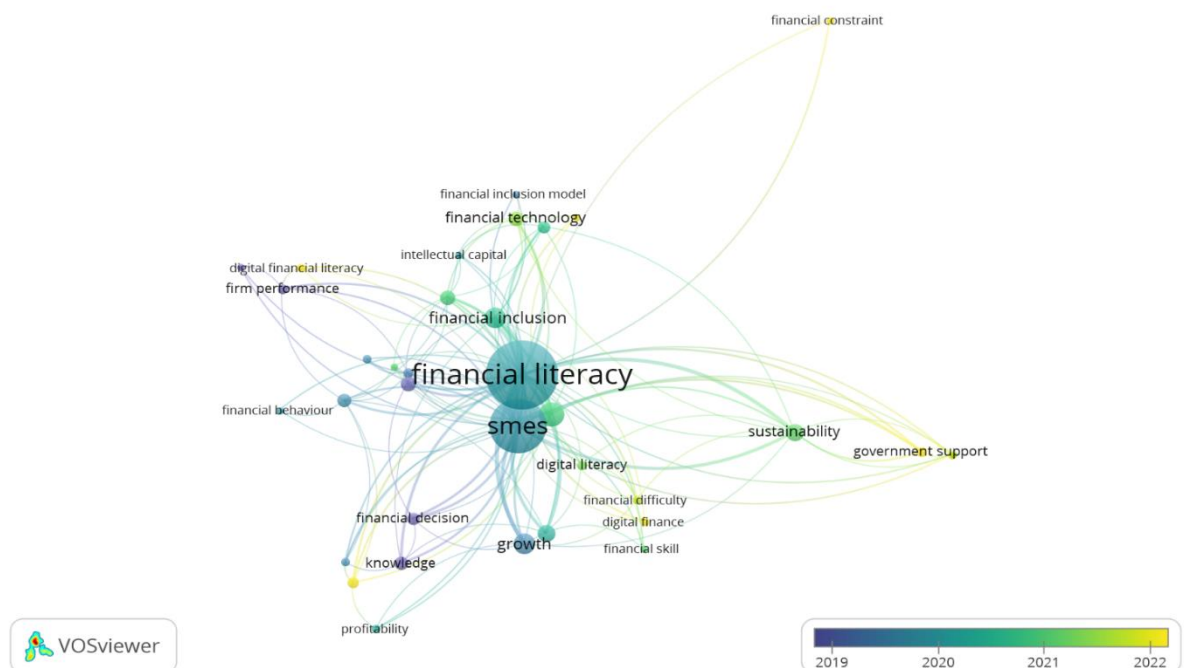 financial constraint
financial inclusion model
financial technology
intellectual capital
digital financial literacy
firm performance
financial inclusion
financial literacy
financial behaviour
smes
sustainability
government support
digital literacy
financial difficulty
financial decision
digital finance
growth
financial skill
knowledge
profitability
VOSviewer
2019 2020 2021 2022